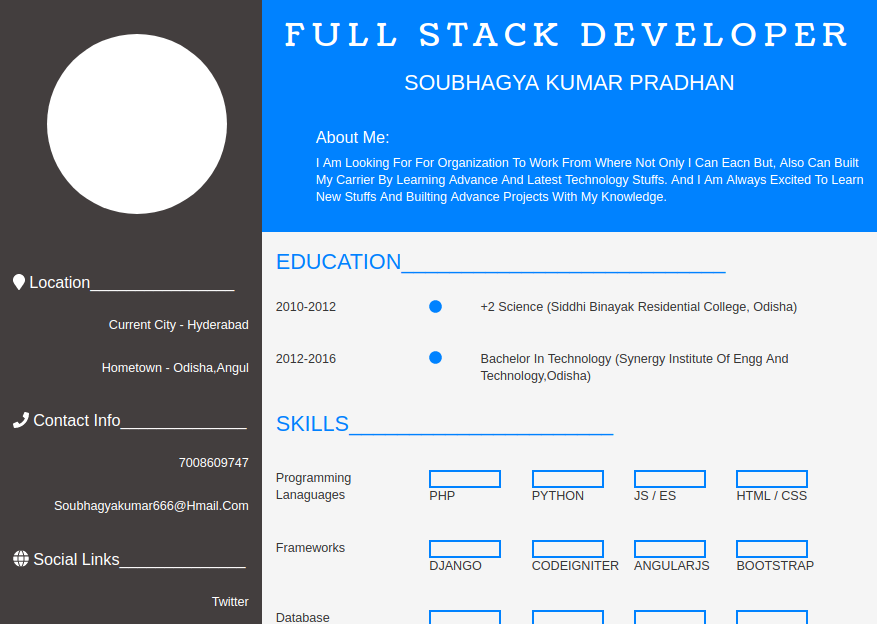 FULL STACK DEVELOPER
SOUBHAGYA KUMAR PRADHAN
About Me:
I Am Looking For For Organization To Work From Where Not Only I Can Eacn But, Also Can Built
My Carrier By Learning Advance And Latest Technology Stuffs. And I Am Always Excited To Learn
New Stuffs And Builting Advance Projects With My Knowledge.
Location
Current City - Hyderabad
Hometown - Odisha,Angul
Contact Info
7008609747
Soubhagyakumar666@Hmail.Com
Social Links
Twitter
EDUCATION
2010-2012
+2 Science (Siddhi Binayak Residential College, Odisha)
2012-2016
Bachelor In Technology (Synergy Institute Of Engg And
Technology,Odisha)
SKILLS
Programming
Lanaguages
PHP
PYTHON
JS / ES
HTML / CSS
Frameworks
DJANGO
CODEIGNITER
ANGULARJS
BOOTSTRAP
Database